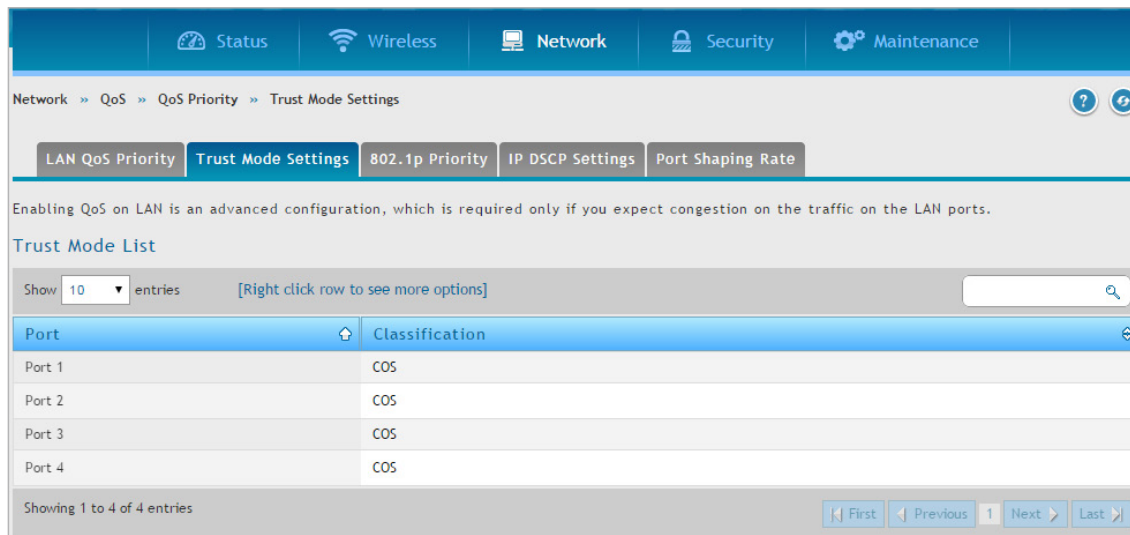 Status Wireless Network Security Maintenance
Network » QoS » QoS Priority » Trust Mode Settings ?
LAN QoS Priority Trust Mode Settings 802.1p Priority IP DSCP Settings Port Shaping Rate
Enabling QoS on LAN is an advanced configuration, which is required only if you expect congestion on the traffic on the LAN ports.
Trust Mode List
Show 10 entries [Right click row to see more options]
Port Classification
Port 1 COS
Port 2 COS
Port 3 COS
Port 4 COS
Showing 1 to 4 of 4 entries First Previous 1 Next Last